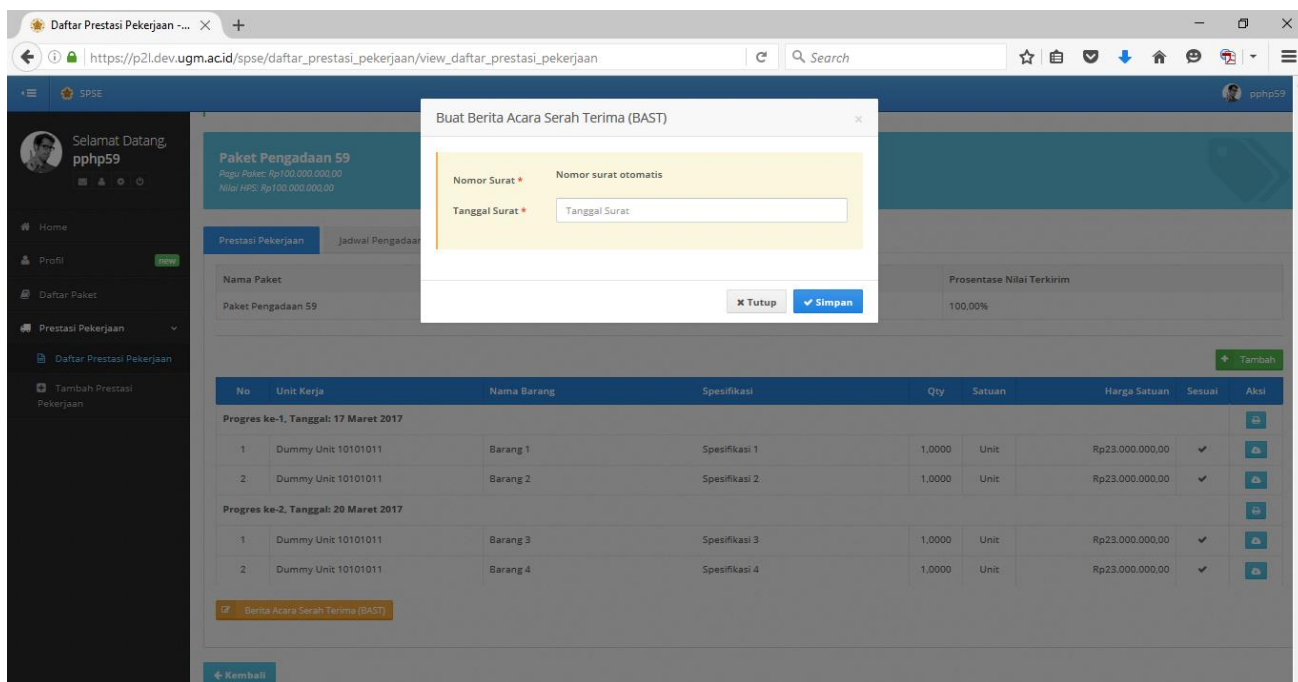 Daftar Prestasi Pekerjaan -...
https://p2l.dev.ugm.ac.id/spse/daftar_prestasi_pekerjaan/view_daftar_prestasi_pekerjaan
Search
SPSE
pphp59
Selamat Datang,
pphp59
Home
Profil new
Daftar Paket
Prestasi Pekerjaan
Daftar Prestasi Pekerjaan
Tambah Prestasi
Pekerjaan
Buat Berita Acara Serah Terima (BAST)
Nomor Surat * Nomor surat otomatis
Tanggal Surat * Tanggal Surat
Tutup Simpan
Paket Pengadaan 59
Pagu Paket: Rp100.000.000,00
Nilai HPS: Rp100.000.000,00
Prestasi Pekerjaan Jadwal Pengadaan
Nama Paket Prosentase Nilai Terkirim
Paket Pengadaan 59 100,00%
Tambah
No Unit Kerja Nama Barang Spesifikasi Qty Satuan Harga Satuan Sesuai Aksi
Progres ke-1, Tanggal: 17 Maret 2017
1 Dummy Unit 10101011 Barang 1 Spesifikasi 1 1,0000 Unit Rp23.000.000,00
2 Dummy Unit 10101011 Barang 2 Spesifikasi 2 1,0000 Unit Rp23.000.000,00
Progres ke-2, Tanggal: 20 Maret 2017
1 Dummy Unit 10101011 Barang 3 Spesifikasi 3 1,0000 Unit Rp23.000.000,00
2 Dummy Unit 10101011 Barang 4 Spesifikasi 4 1,0000 Unit Rp23.000.000,00
Berita Acara Serah Terima (BAST)
Kembali